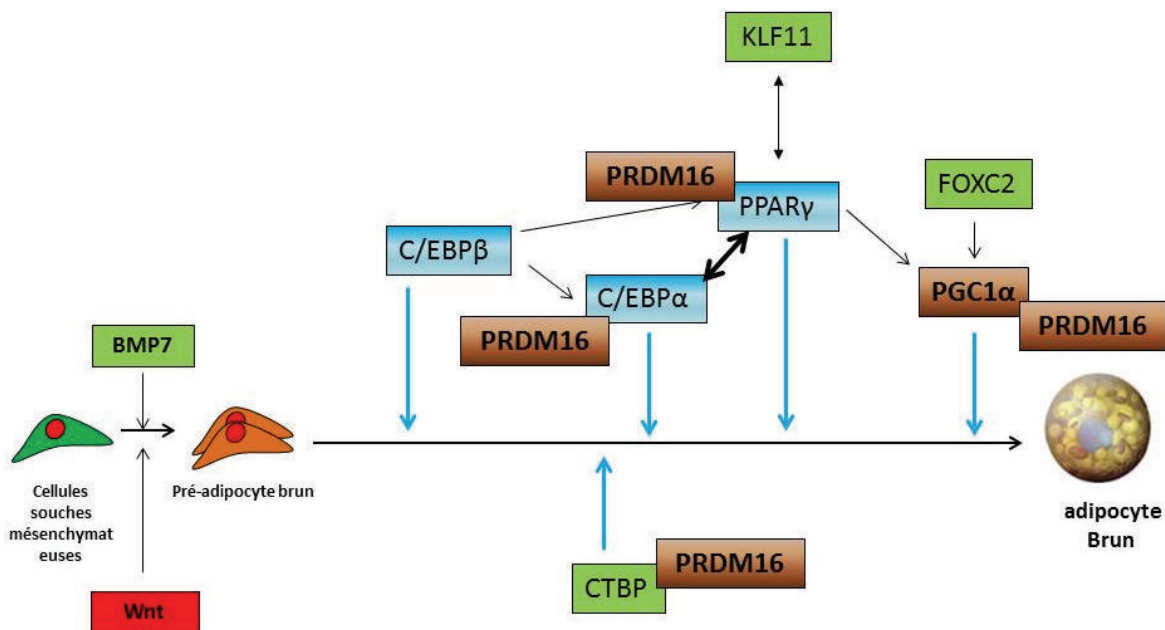 KLF11
PRDM16
FOXC2
PPARγ
C/EBPβ
C/EBPα
PGC1α
PRDM16
PRDM16
BMP7
Cellules
souches
mésenchymat
euses
Pré-adipocyte brun
adipocyte
Brun
PRDM16
CTBP
Wnt